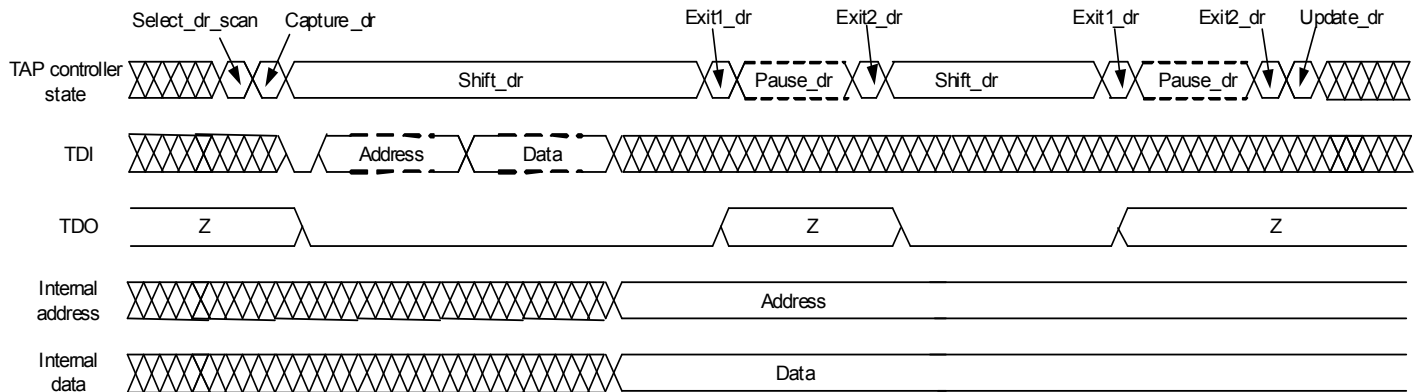 Select_dr_scan Capture_dr Exit1_dr Exit2_dr Exit1_dr Exit2_dr Update_dr
TAP controller
state
Shift_dr Pause_dr Shift_dr Pause_dr
TDI Address Data
TDO Z Z Z
Internal
address
Address
Internal
data
Data